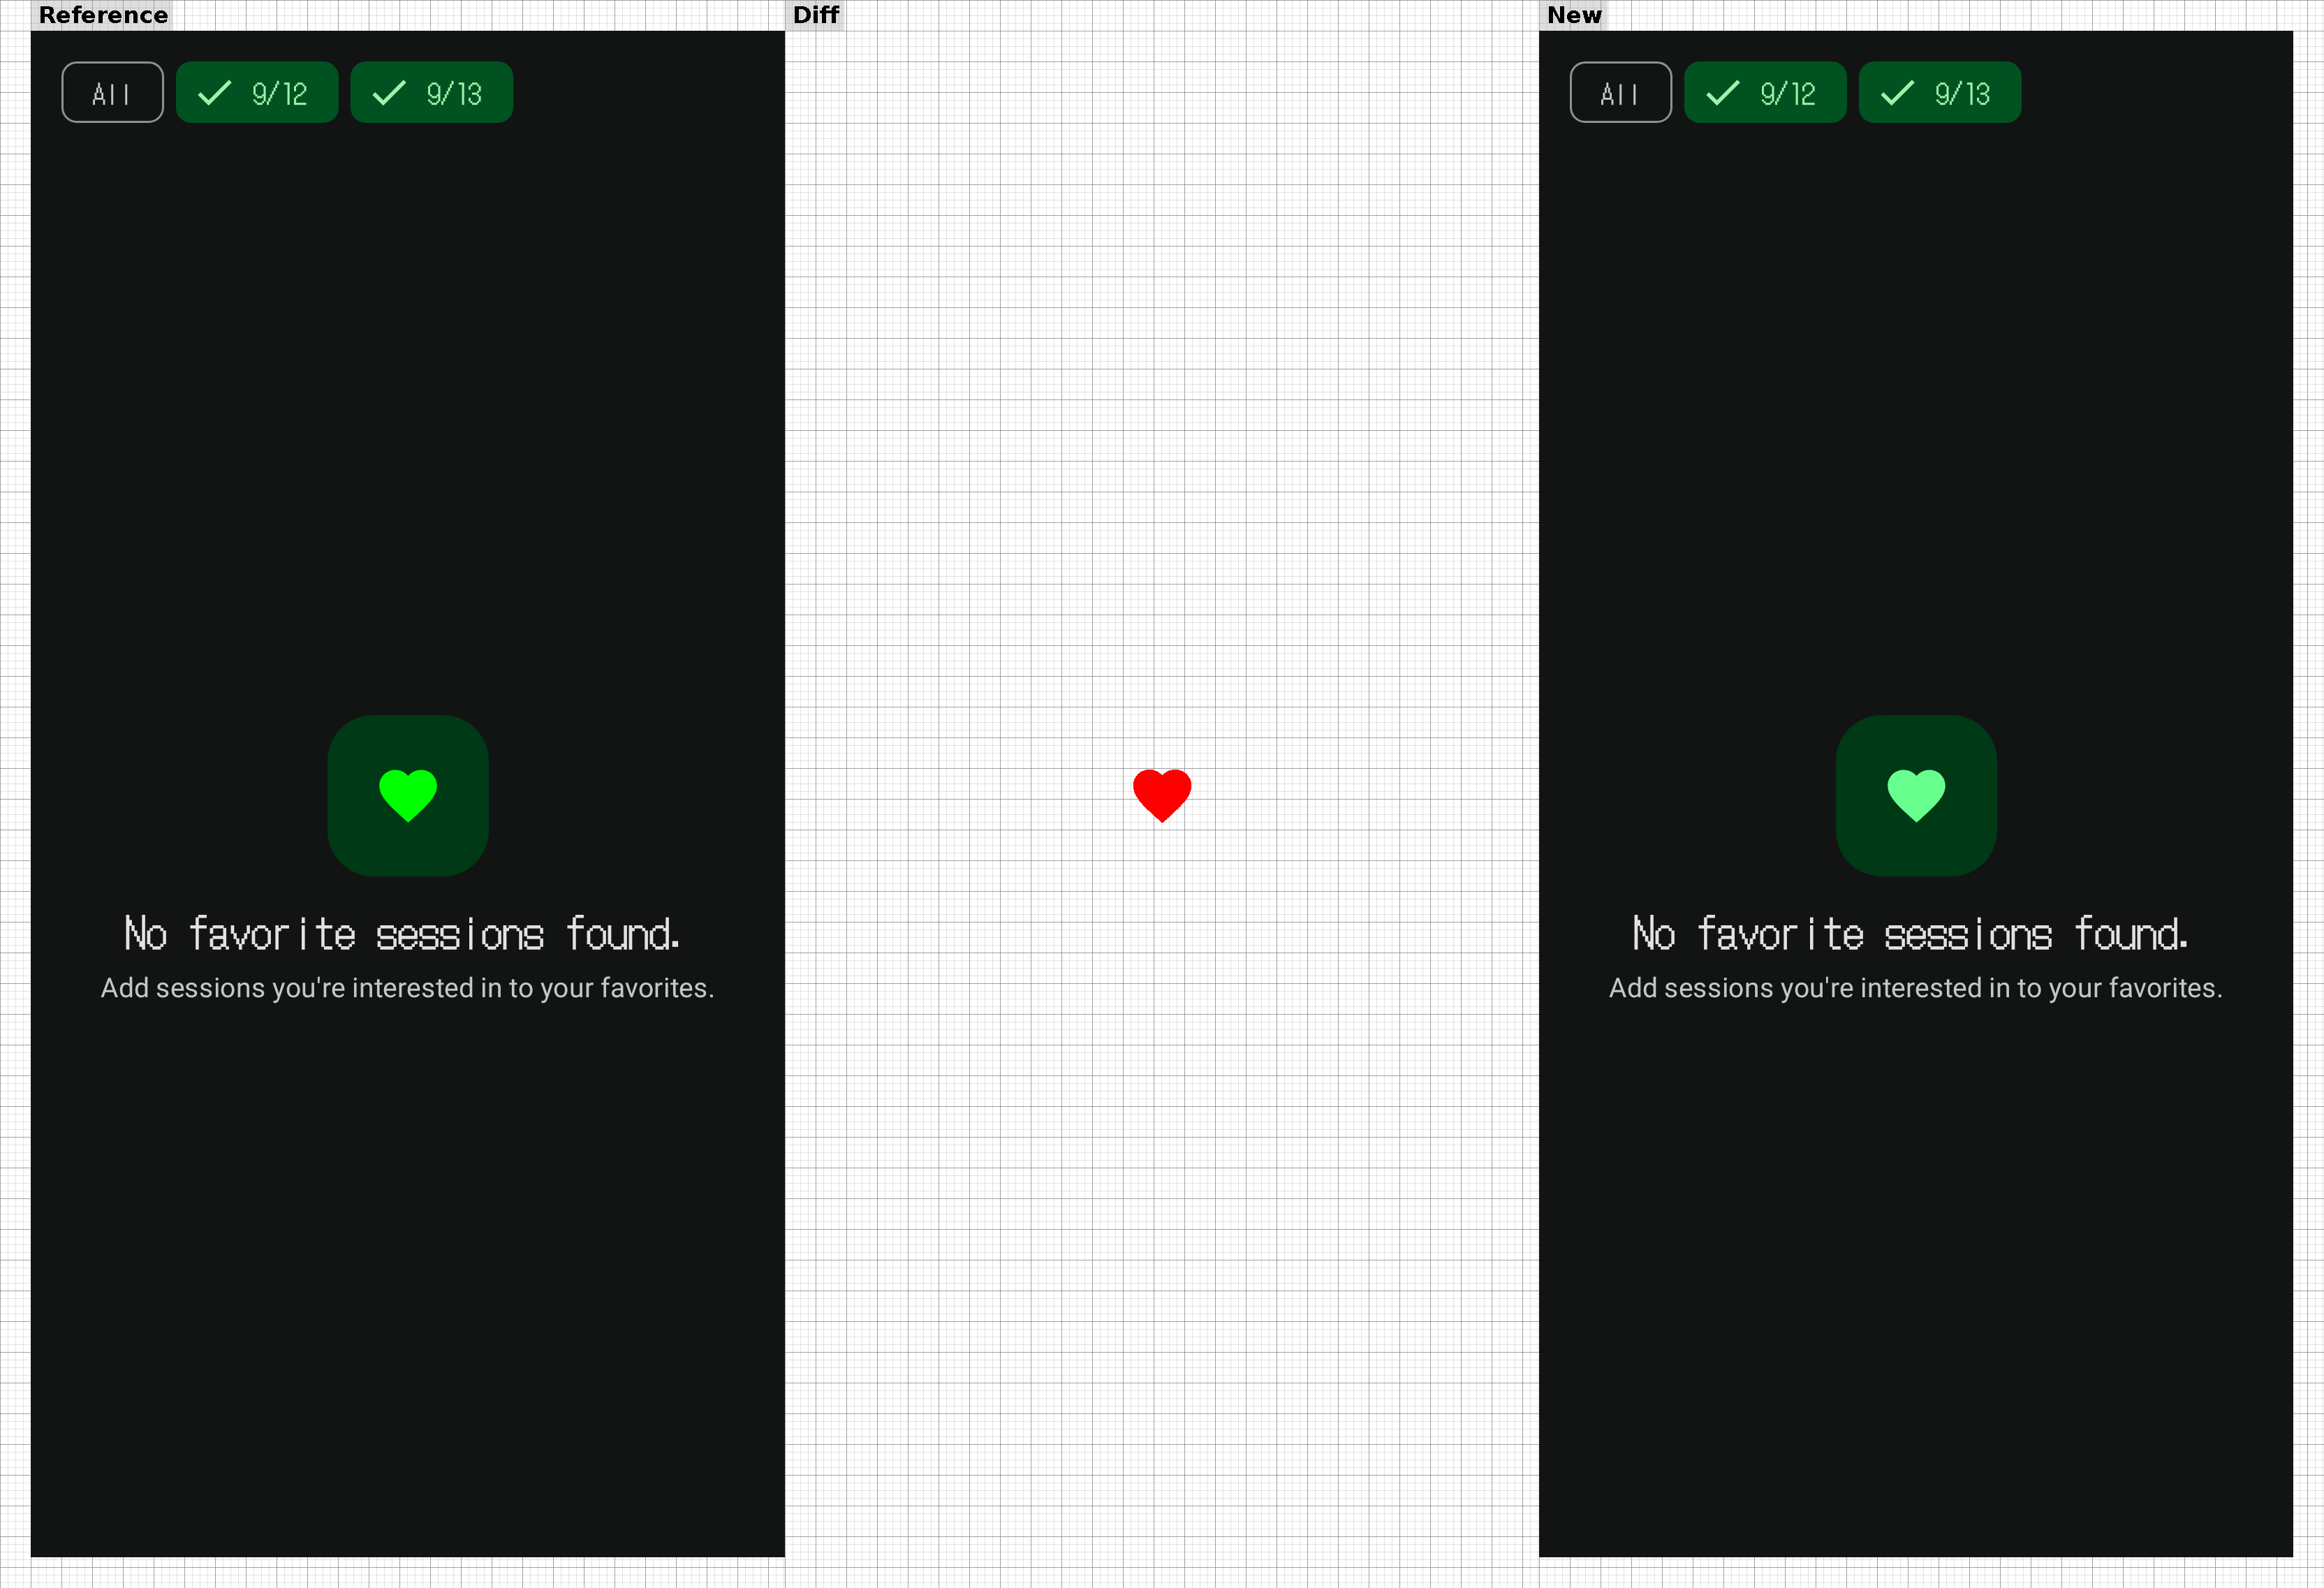 Reference
All
9/12
9/13
No favorite sessions found.
Add sessions you're interested in to your favorites.
Diff
New
All
9/12
9/13
No favorite sessions found.
Add sessions you're interested in to your favorites.